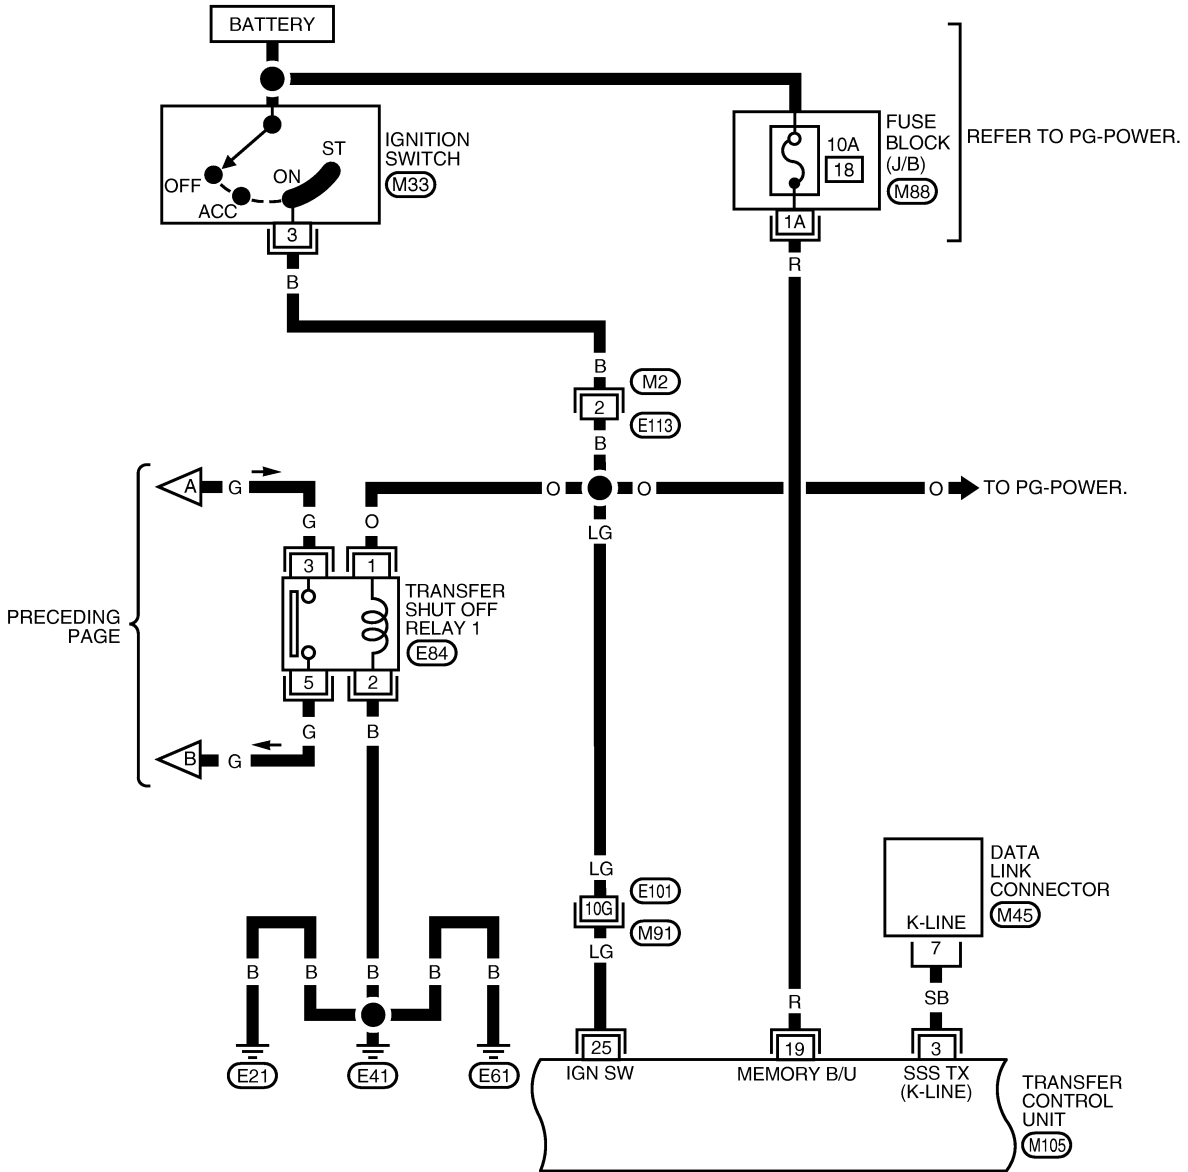 BATTERY
IGNITION
SWITCH
M33
OFF
ACC
ON
ST
3
B
FUSE
BLOCK
(J/B)
M88
10A
18
1A
R
REFER TO PG-POWER.
B
M2
2
E113
B
A
G
G
O
O
O
O
TO PG-POWER.
LG
3
1
TRANSFER
SHUT OFF
RELAY 1
E84
5
2
PRECEDING
PAGE
G
B
B
G
DATA
LINK
CONNECTOR
M45
K-LINE
7
SB
LG
E101
10G
M91
LG
B
B
B
B
B
R
E21
E41
E61
25
19
3
IGN SW
MEMORY B/U
SSS TX
(K-LINE)
TRANSFER
CONTROL
UNIT
M105